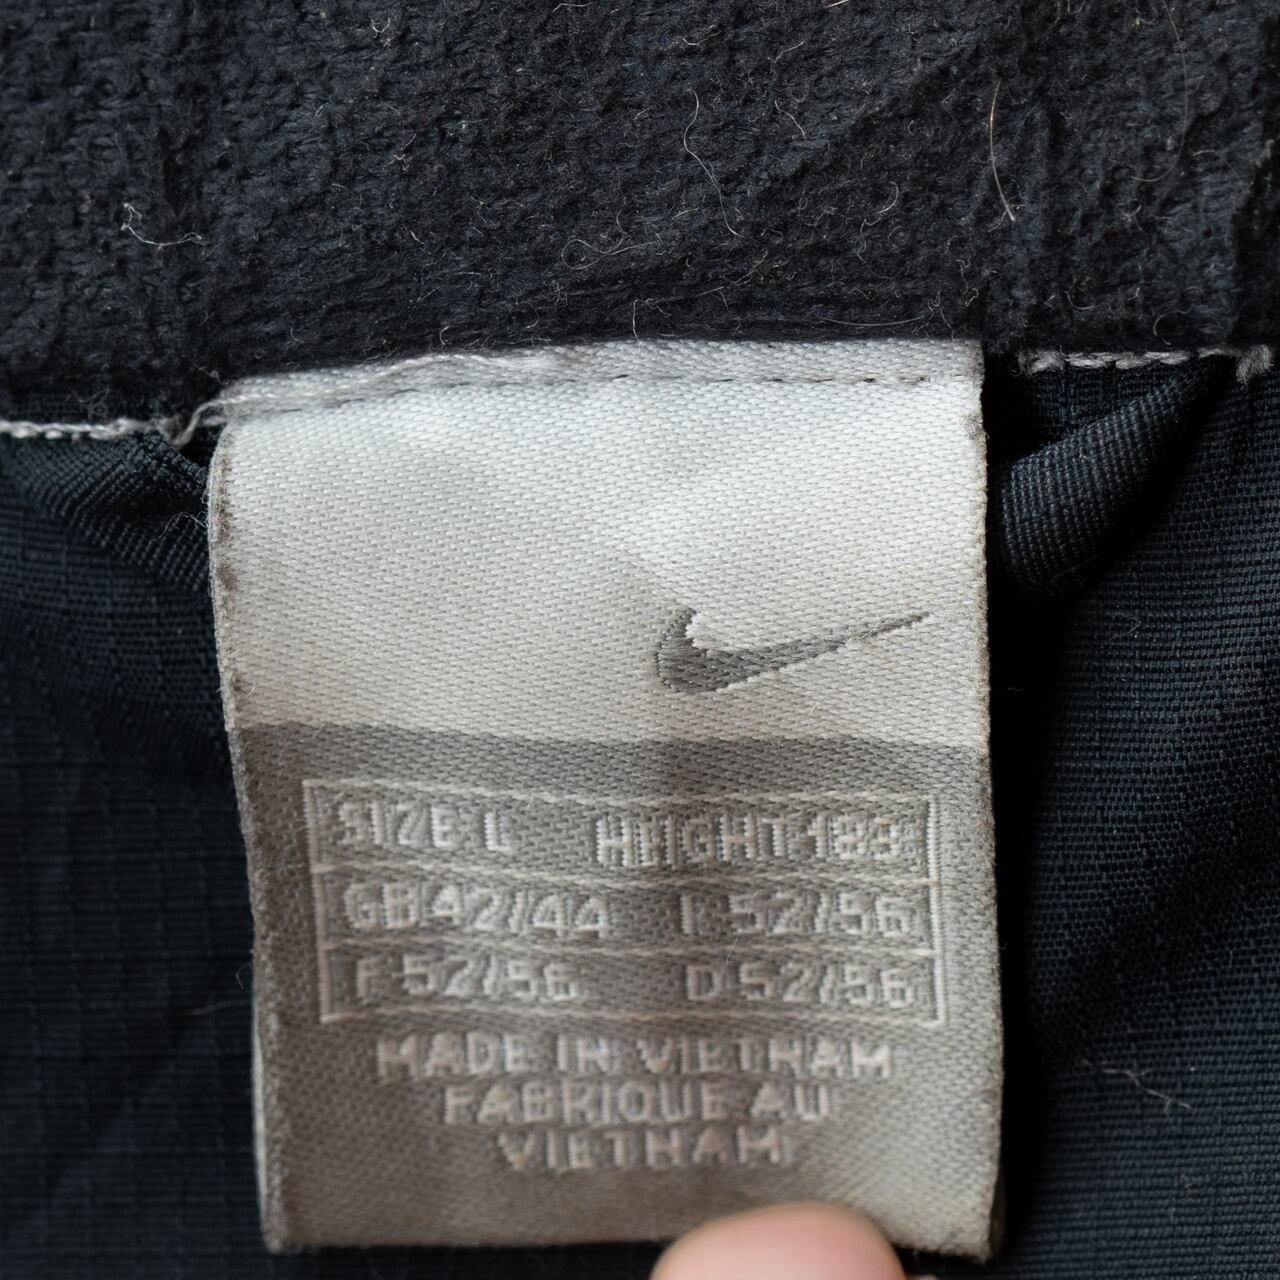 SIZE L HEIGHT 183
GB 42/44 I 52/56
F 52/56 D 52/56
MADE IN VIETNAM
FABRIQUE AU
VIETNAM